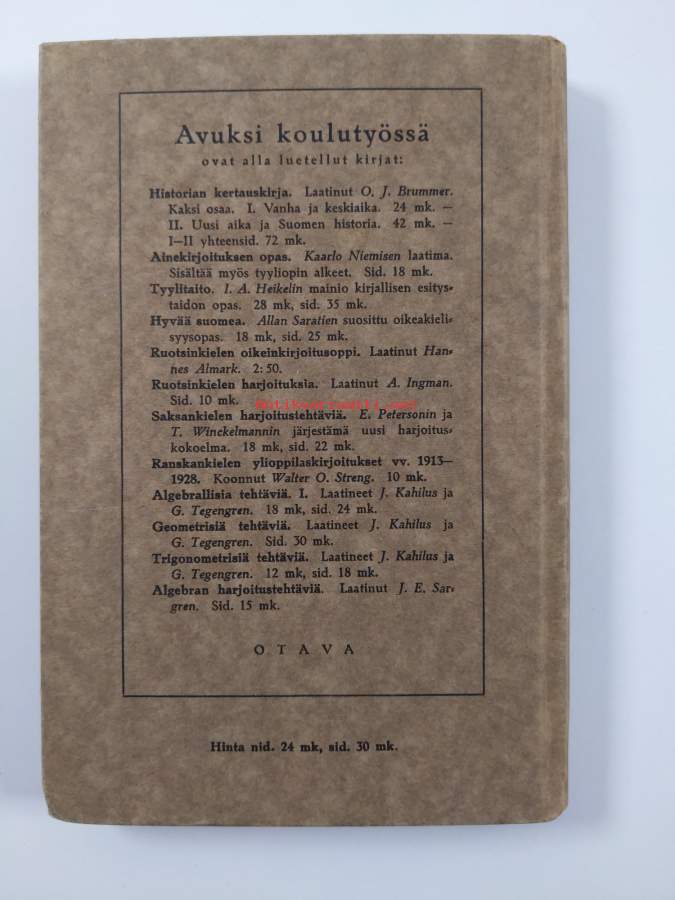 Avuksi koulutyössä
ovat alla luetellut kirjat:
Historian kertauskirja. Laatinut O. J. Brummer.
Kaksi osaa. I. Vanha ja keskiaika. 24 mk. —
II. Uusi aika ja Suomen historia. 42 mk. —
I—II yhteensid. 72 mk.
Ainekirjoituksen opas. Kaarlo Niemisen laatima.
Sisältää myös tyyliopin alkeet. Sid. 18 mk.
Tyylitaito. I. A. Heikelin mainio kirjallisen esitys-
taidon opas. 28 mk, sid. 35 mk.
Hyvää suomea. Allan Saratien suosittu oikeakieli-
syysopas. 18 mk, sid. 25 mk.
Ruotsinkielen oikeinkirjoitusoppi. Laatinut Han-
nes Almark. 2:50.
Ruotsinkielen harjoituksia. Laatinut A. Ingman.
Sid. 10 mk.
Saksankielen harjoitustehtäviä. E. Petersonin ja
T. Winckelmannin järjestämä uusi harjoitus-
kokoelma. 18 mk, sid. 22 mk.
Ranskankielen ylioppilaskirjoitukset vv. 1913—
1928. Koonnut Walter O. Streng. 10 mk.
Algebrallisia tehtäviä. I. Laatineet J. Kahilus ja
G. Tegengren. 18 mk, sid. 24 mk.
Geometrisiä tehtäviä. Laatineet J. Kahilus ja
G. Tegengren. Sid. 30 mk.
Trigonometrisiä tehtäviä. Laatineet J. Kahilus ja
G. Tegengren. 12 mk, sid. 18 mk.
Algebran harjoitustehtäviä. Laatinut J. E. Sar-
gren. Sid. 15 mk.
OTAVA
Hinta nid. 24 mk, sid. 30 mk.